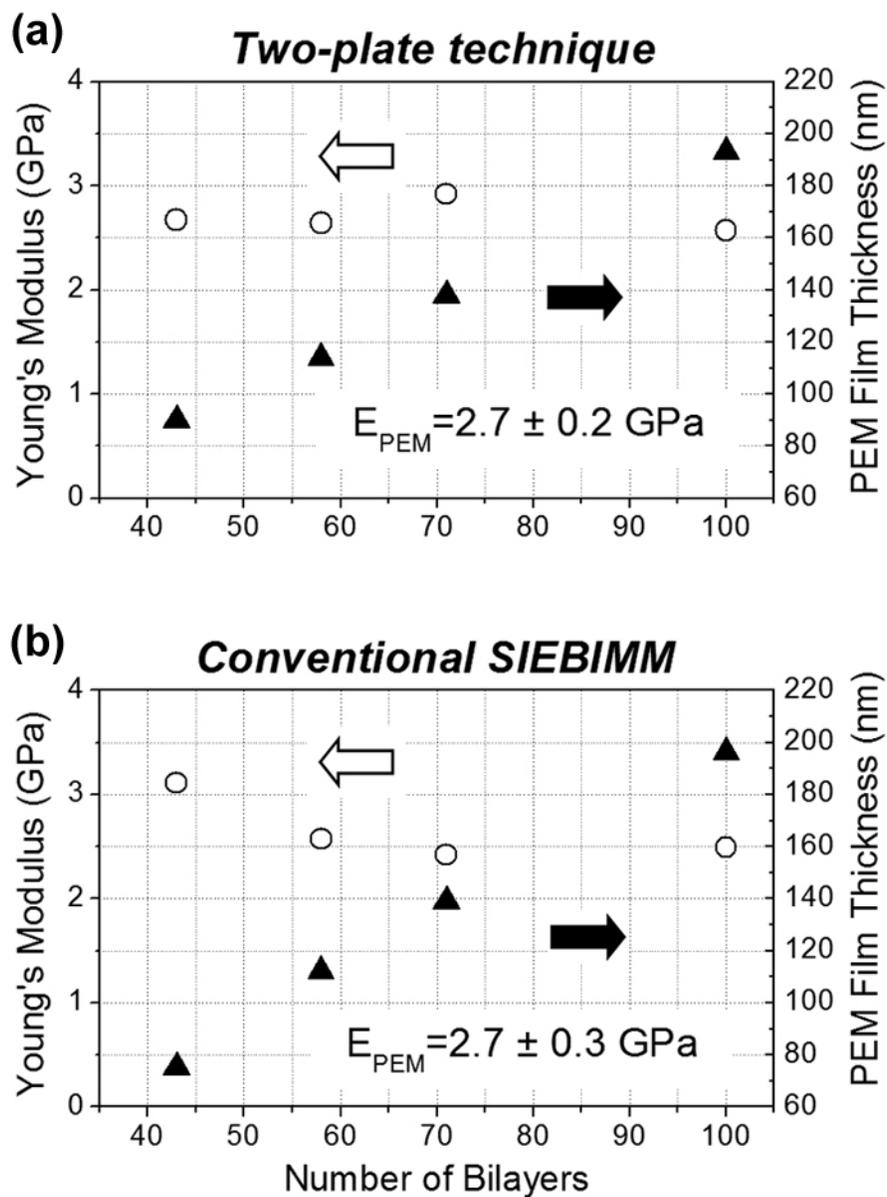 (a)
Two-plate technique
Young's Modulus (GPa)
4
3
2
1
0
220
200
180
160
140
120
100
80
60
PEM Film Thickness (nm)
E_PEM=2.7 ± 0.2 GPa
40 50 60 70 80 90 100
(b)
Conventional SIEBIMM
Young's Modulus (GPa)
4
3
2
1
0
220
200
180
160
140
120
100
80
60
PEM Film Thickness (nm)
E_PEM=2.7 ± 0.3 GPa
40 50 60 70 80 90 100
Number of Bilayers